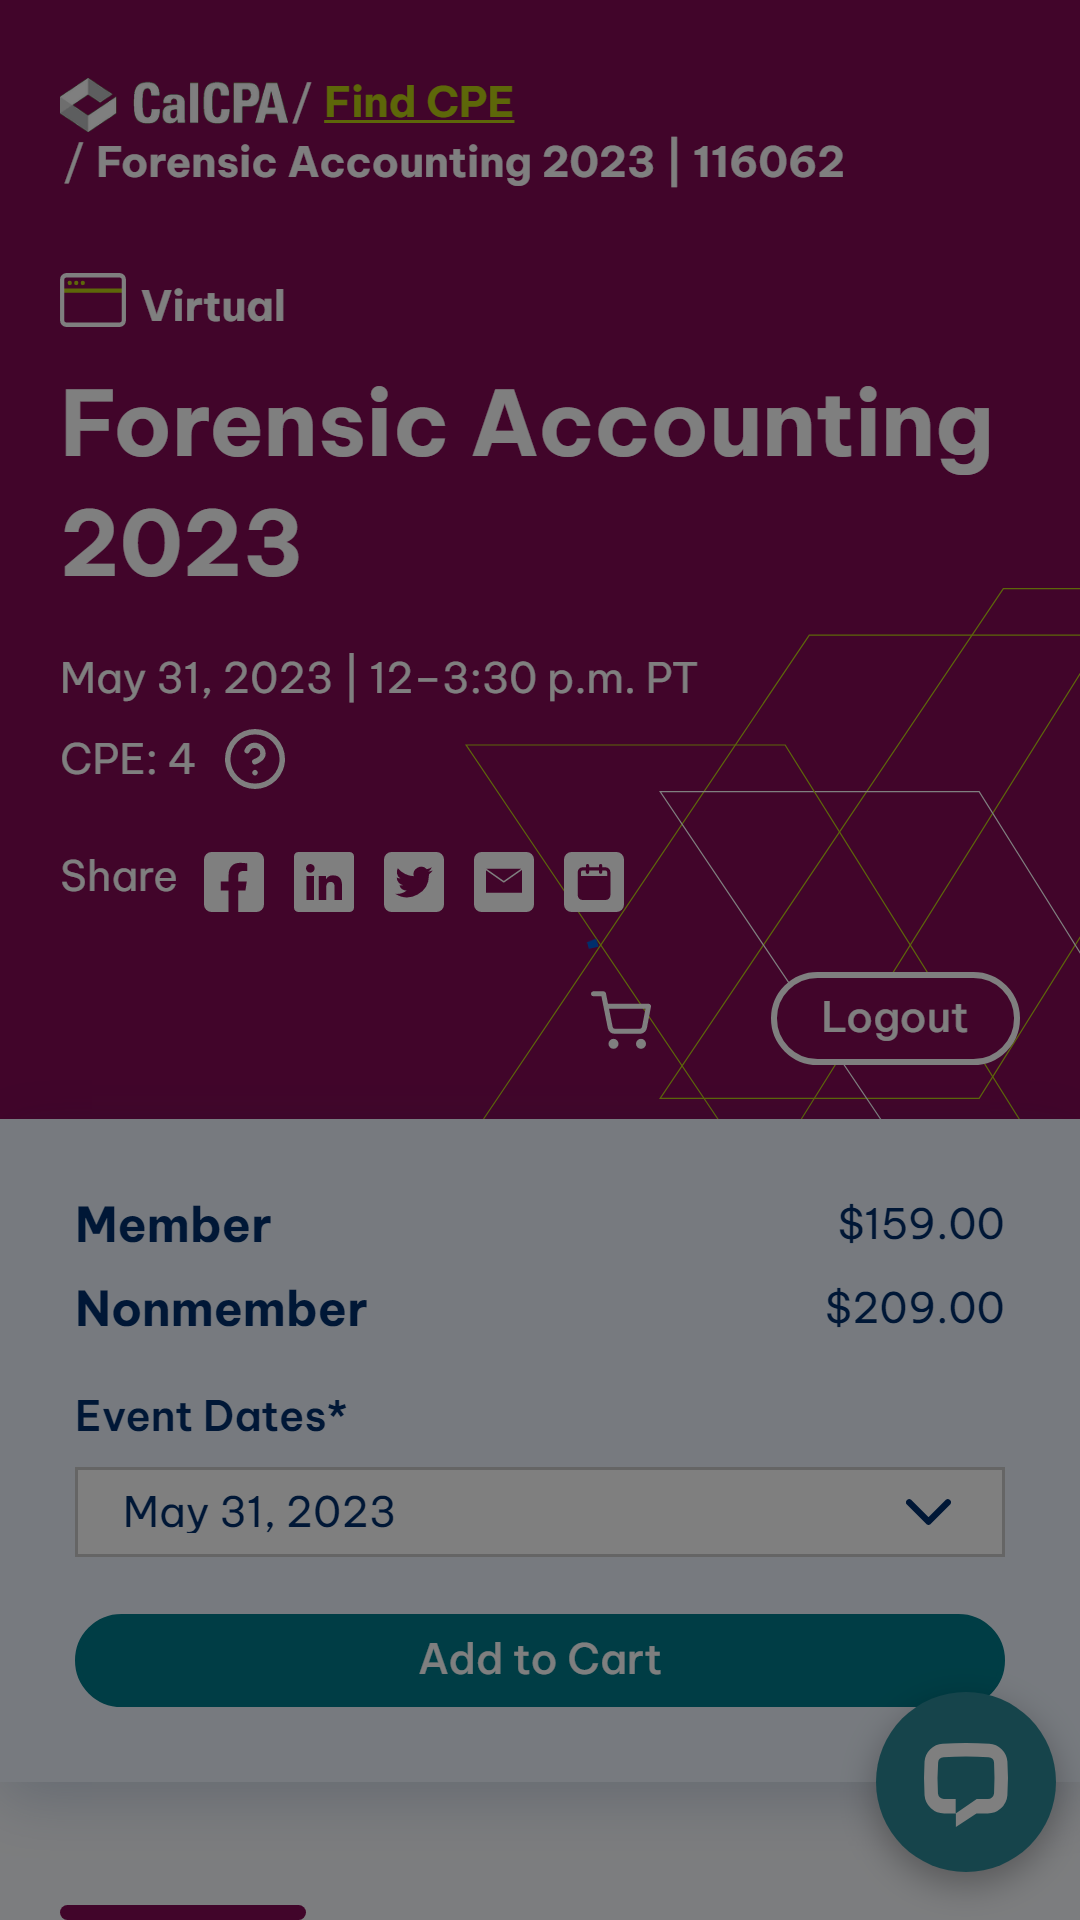 CalCPA / Find CPE
/ Forensic Accounting 2023 | 116062
Virtual
Forensic Accounting
2023
May 31, 2023 | 12–3:30 p.m. PT
CPE: 4 ?
Share
Logout
Member $159.00
Nonmember $209.00
Event Dates*
May 31, 2023
Add to Cart